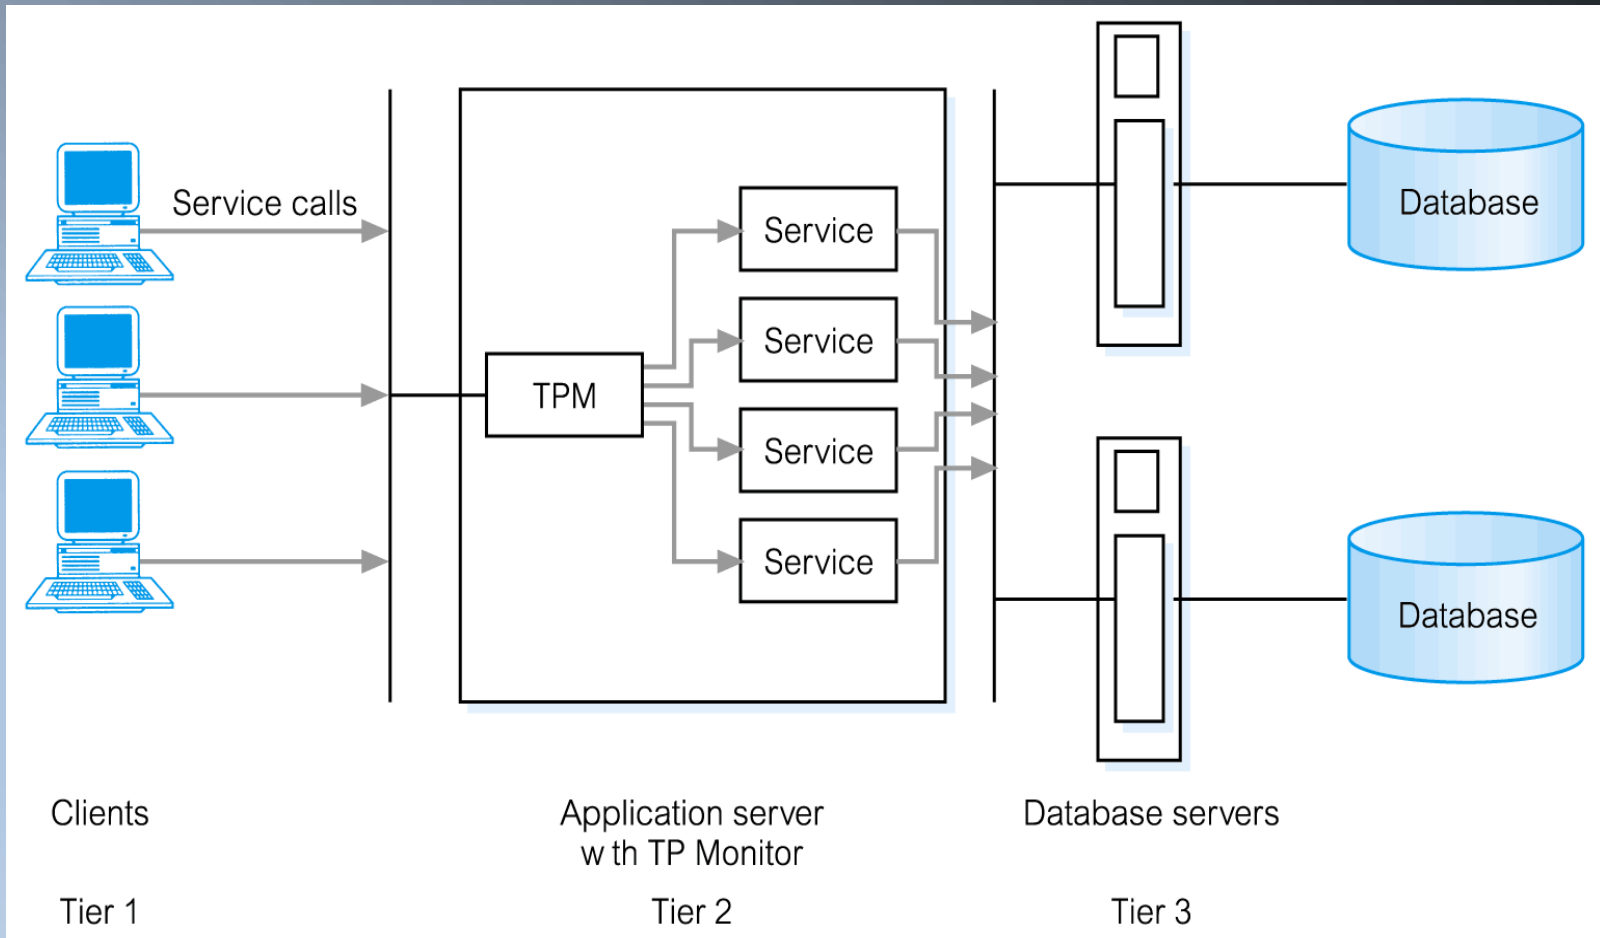 Service calls
TPM
Service
Service
Service
Service
Database
Database
Clients
Application server
w th TP Monitor
Database servers
Tier 1
Tier 2
Tier 3